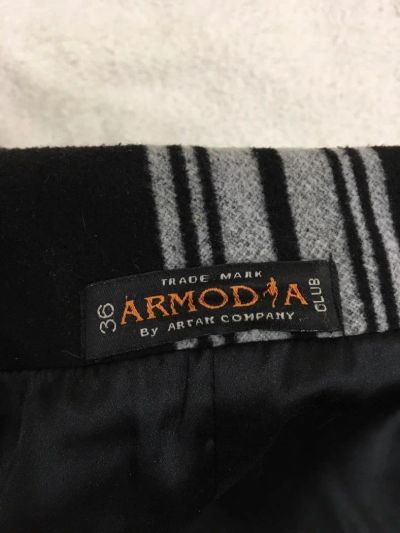 TRADE MARK
36 ARMODIA CLUB
BY ARTAN COMPANY